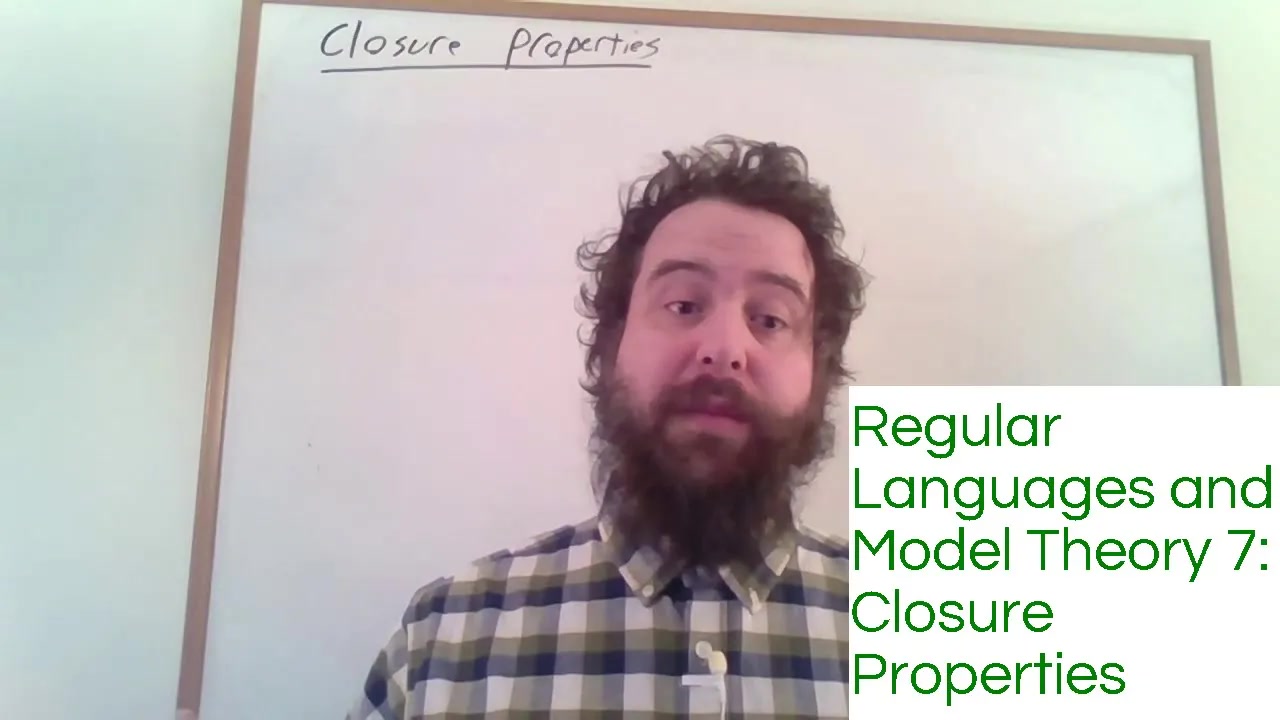 Closure Properties
Regular
Languages and
Model Theory 7:
Closure
Properties